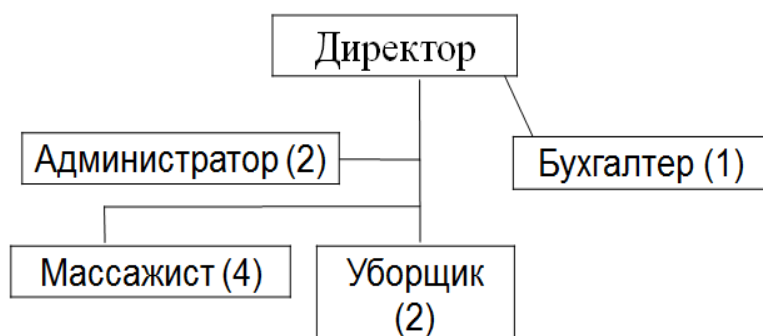 Директор
Администратор (2)
Бухгалтер (1)
Массажист (4)
Уборщик
(2)